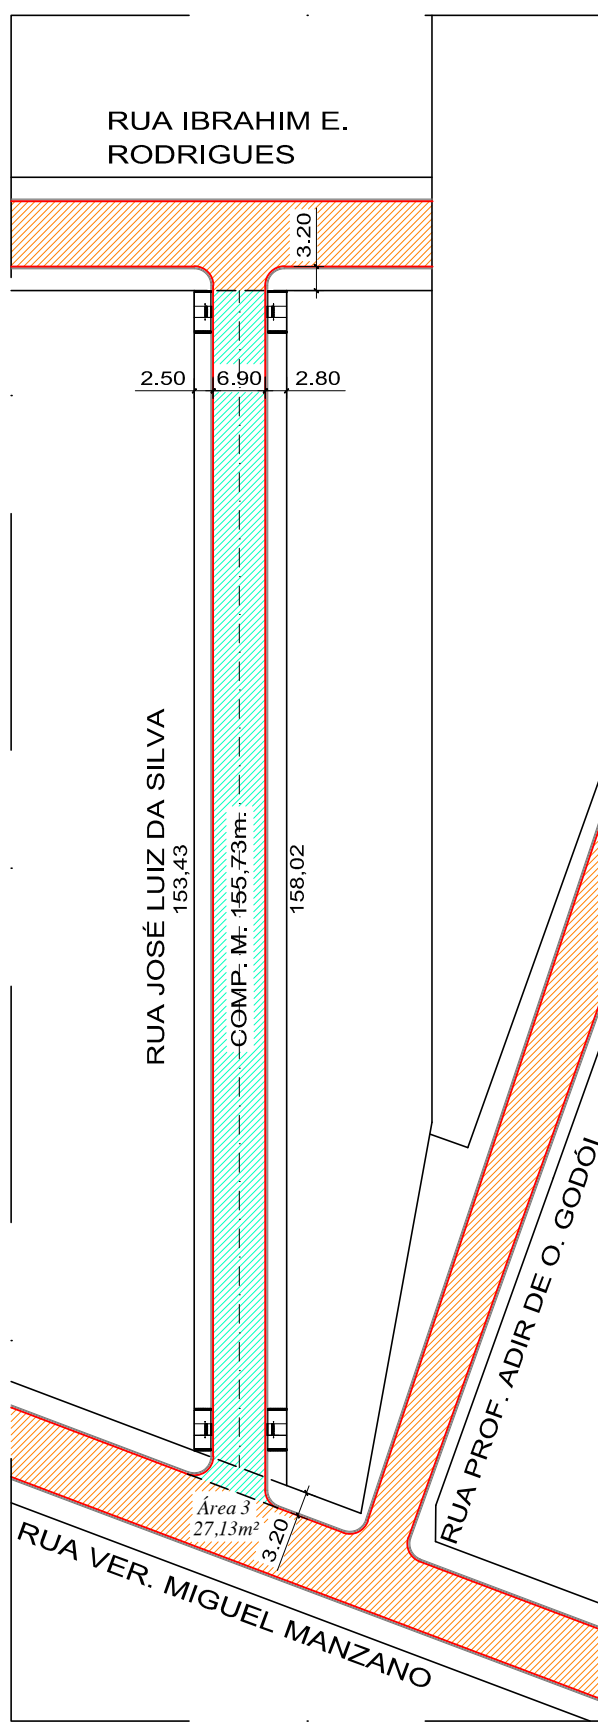 RUA IBRAHIM E.
RODRIGUES
3.20
2.50
6.90
2.80
RUA JOSÉ LUIZ DA SILVA
153,43
COMP. M. 155,73m.
158,02
RUA PROF. ADIR DE O. GODÓI
Área 3
27,13m²
3.20
RUA VER. MIGUEL MANZANO